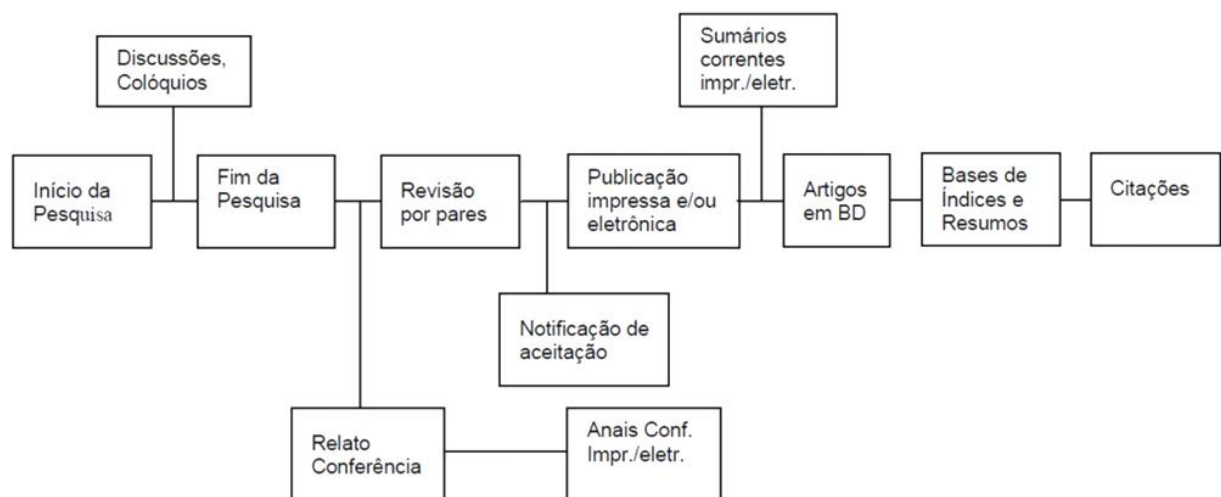 Discussões,
Colóquios
Sumários
correntes
impr./eletr.
Início da
Pesquisa
Fim da
Pesquisa
Revisão
por pares
Publicação
impressa e/ou
eletrônica
Artigos
em BD
Bases de
Índices e
Resumos
Citações
Notificação de
aceitação
Relato
Conferência
Anais Conf.
Impr./eletr.